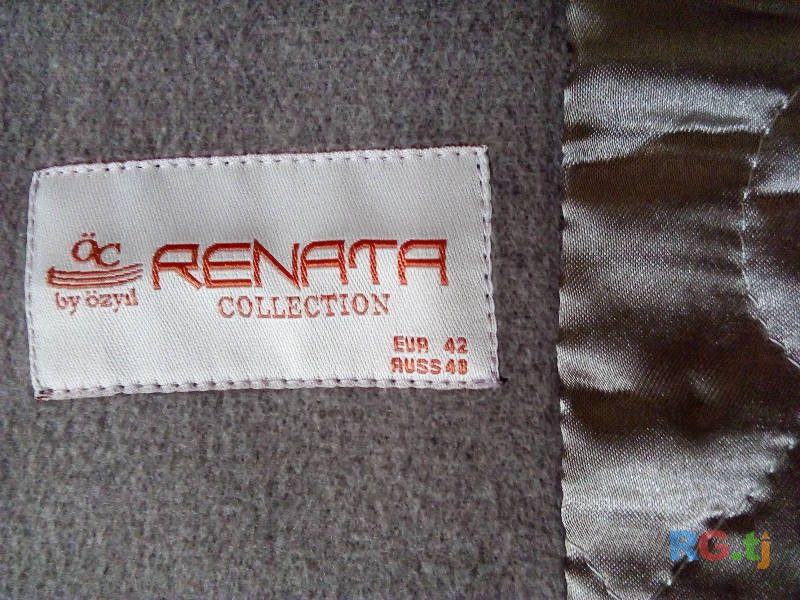 ÖC
by özyıl
RENATA
COLLECTION
EUR 42
RUSS 48
RG.tj